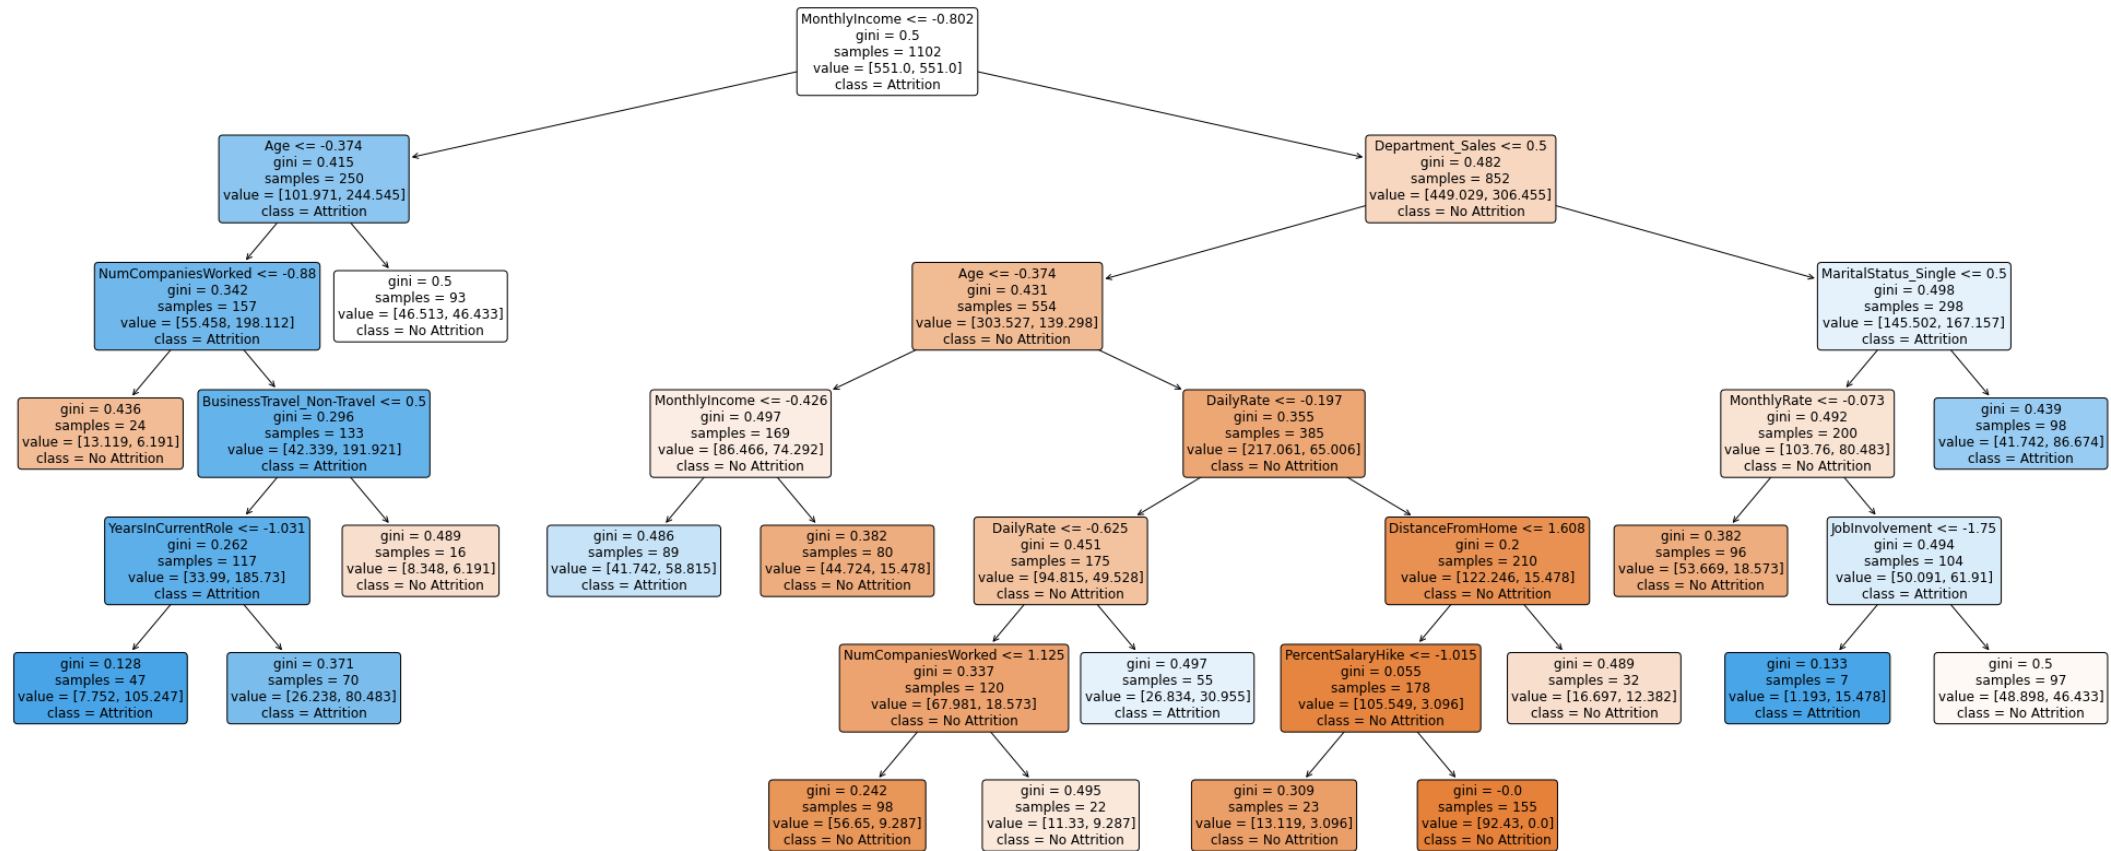 MonthlyIncome <= -0.802
gini = 0.5
samples = 1102
value = [551.0, 551.0]
class = Attrition
Age <= -0.374
gini = 0.415
samples = 250
value = [101.971, 244.545]
class = Attrition
Department_Sales <= 0.5
gini = 0.482
samples = 852
value = [449.029, 306.455]
class = No Attrition
NumCompaniesWorked <= -0.88
gini = 0.342
samples = 157
value = [55.458, 198.112]
class = Attrition
gini = 0.5
samples = 93
value = [46.513, 46.433]
class = No Attrition
Age <= -0.374
gini = 0.431
samples = 554
value = [303.527, 139.298]
class = No Attrition
MaritalStatus_Single <= 0.5
gini = 0.498
samples = 298
value = [145.502, 167.157]
class = Attrition
gini = 0.436
samples = 24
value = [13.119, 6.191]
class = No Attrition
BusinessTravel_Non-Travel <= 0.5
gini = 0.296
samples = 133
value = [42.339, 191.921]
class = Attrition
MonthlyIncome <= -0.426
gini = 0.497
samples = 169
value = [86.466, 74.292]
class = No Attrition
DailyRate <= -0.197
gini = 0.355
samples = 385
value = [217.061, 65.006]
class = No Attrition
MonthlyRate <= -0.073
gini = 0.492
samples = 200
value = [103.76, 80.483]
class = No Attrition
gini = 0.439
samples = 98
value = [41.742, 86.674]
class = Attrition
YearsInCurrentRole <= -1.031
gini = 0.262
samples = 117
value = [33.99, 185.73]
class = Attrition
gini = 0.489
samples = 16
value = [8.348, 6.191]
class = No Attrition
gini = 0.486
samples = 89
value = [41.742, 58.815]
class = Attrition
gini = 0.382
samples = 80
value = [44.724, 15.478]
class = No Attrition
DailyRate <= -0.625
gini = 0.451
samples = 175
value = [94.815, 49.528]
class = No Attrition
DistanceFromHome <= 1.608
gini = 0.2
samples = 210
value = [122.246, 15.478]
class = No Attrition
gini = 0.382
samples = 96
value = [53.669, 18.573]
class = No Attrition
JobInvolvement <= -1.75
gini = 0.494
samples = 104
value = [50.091, 61.91]
class = Attrition
gini = 0.128
samples = 47
value = [7.752, 105.247]
class = Attrition
gini = 0.371
samples = 70
value = [26.238, 80.483]
class = Attrition
NumCompaniesWorked <= 1.125
gini = 0.337
samples = 120
value = [67.981, 18.573]
class = No Attrition
gini = 0.497
samples = 55
value = [26.834, 30.955]
class = Attrition
PercentSalaryHike <= -1.015
gini = 0.055
samples = 178
value = [105.549, 3.096]
class = No Attrition
gini = 0.489
samples = 32
value = [16.697, 12.382]
class = No Attrition
gini = 0.133
samples = 7
value = [1.193, 15.478]
class = Attrition
gini = 0.5
samples = 97
value = [48.898, 46.433]
class = No Attrition
gini = 0.242
samples = 98
value = [56.65, 9.287]
class = No Attrition
gini = 0.495
samples = 22
value = [11.33, 9.287]
class = No Attrition
gini = 0.309
samples = 23
value = [13.119, 3.096]
class = No Attrition
gini = -0.0
samples = 155
value = [92.43, 0.0]
class = No Attrition